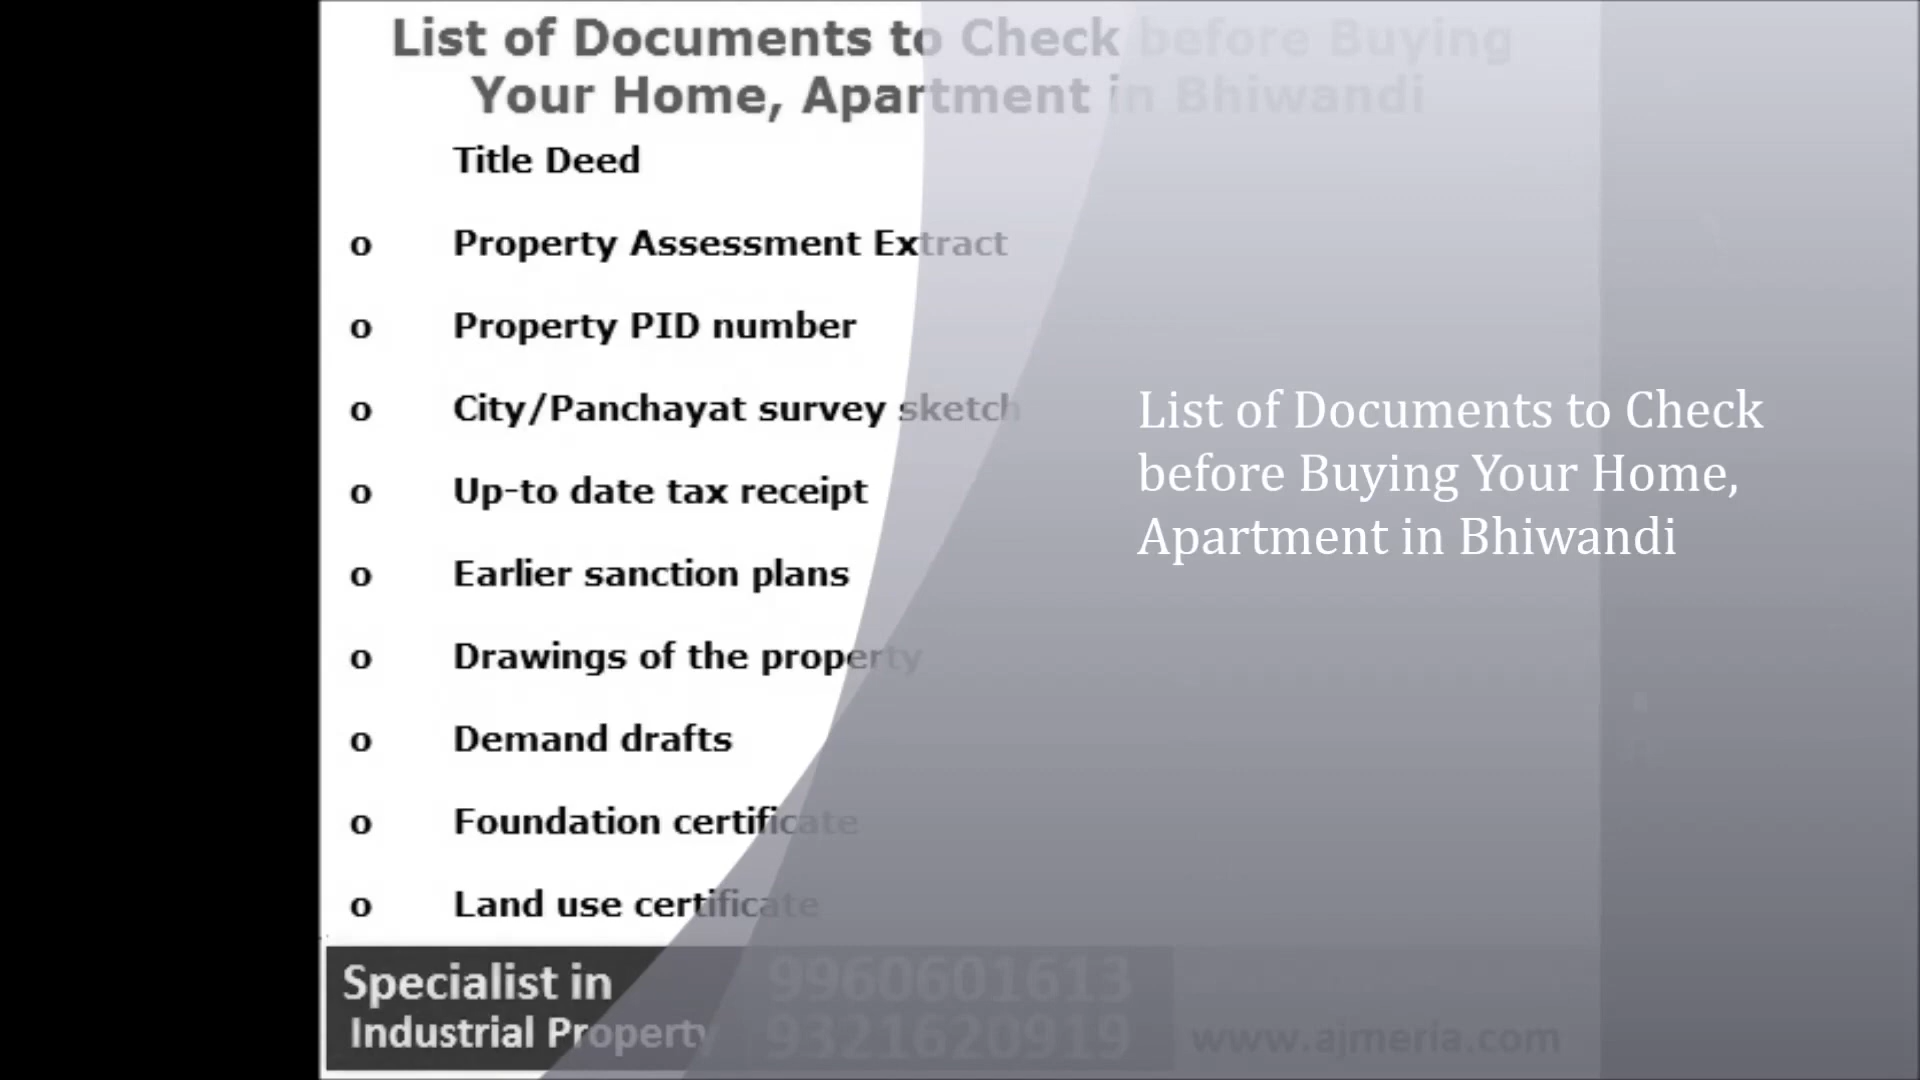 List of Documents to Check before Buying
Your Home, Apartment in Bhiwandi
Title Deed
o Property Assessment Extract
o Property PID number
o City/Panchayat survey sketch
o Up-to date tax receipt
o Earlier sanction plans
o Drawings of the property
o Demand drafts
o Foundation certificate
o Land use certificate
Specialist in
Industrial Property
9960601613
9321620919
www.ajmeria.com
List of Documents to Check
before Buying Your Home,
Apartment in Bhiwandi